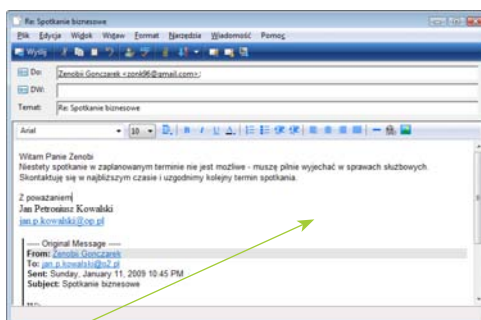 Re: Spotkanie biznesowe
Plik Edycja Widok Wstaw Format Narzędzia Wiadomość Pomoc
Wyślij
Do: Zenobii Gonczarek <zonk96@gmail.com>;
DW:
Temat: Re: Spotkanie biznesowe
Arial 10 B I U A
Witam Panie Zenobi
Niestety spotkanie w zaplanowanym terminie nie jest możliwe - muszę pilnie wyjechać w sprawach służbowych.
Skontaktuję się w najbliższym czasie i uzgodnimy kolejny termin spotkania.
Z poważaniem
Jan Petroniusz Kowalski
jan.p.kowalski@op.pl
---- Original Message ----
From: Zenobii Gonczarek
To: jan.p.kowalski@o2.pl
Sent: Sunday, January 11, 2009 10:45 PM
Subject: Spotkanie biznesowe